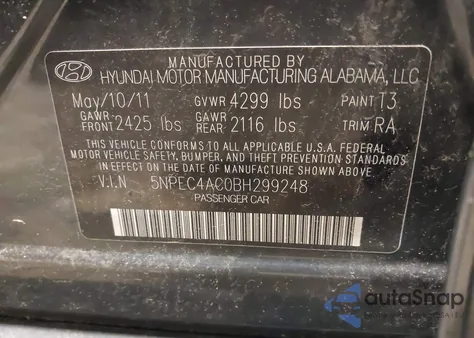 MANUFACTURED BY
HYUNDAI MOTOR MANUFACTURING ALABAMA, LLC
May/10/11 GVWR 4299 lbs PAINT T3
GAWR FRONT 2425 lbs GAWR REAR 2116 lbs TRIM RA
THIS VEHICLE CONFORMS TO ALL APPLICABLE U.S.A FEDERAL
MOTOR VEHICLE SAFETY, BUMPER, AND THEFT PREVENTION STANDARDS
IN EFFECT ON THE DATE OF MANUFACTURE SHOWN ABOVE.
V.I.N 5NPEC4AC0BH299248
PASSENGER CAR
autoSnap